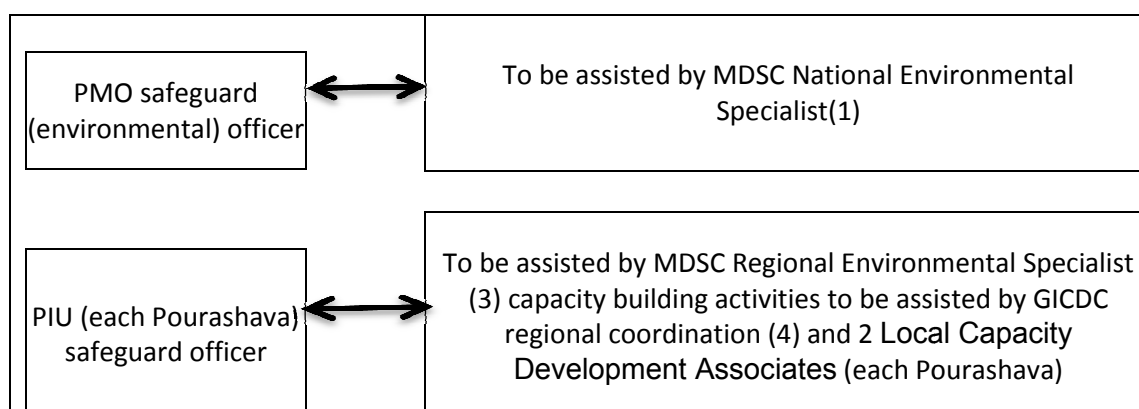 PMO safeguard
(environmental) officer
To be assisted by MDSC National Environmental
Specialist(1)
PIU (each Pourashava)
safeguard officer
To be assisted by MDSC Regional Environmental Specialist
(3) capacity building activities to be assisted by GICDC
regional coordination (4) and 2 Local Capacity
Development Associates (each Pourashava)